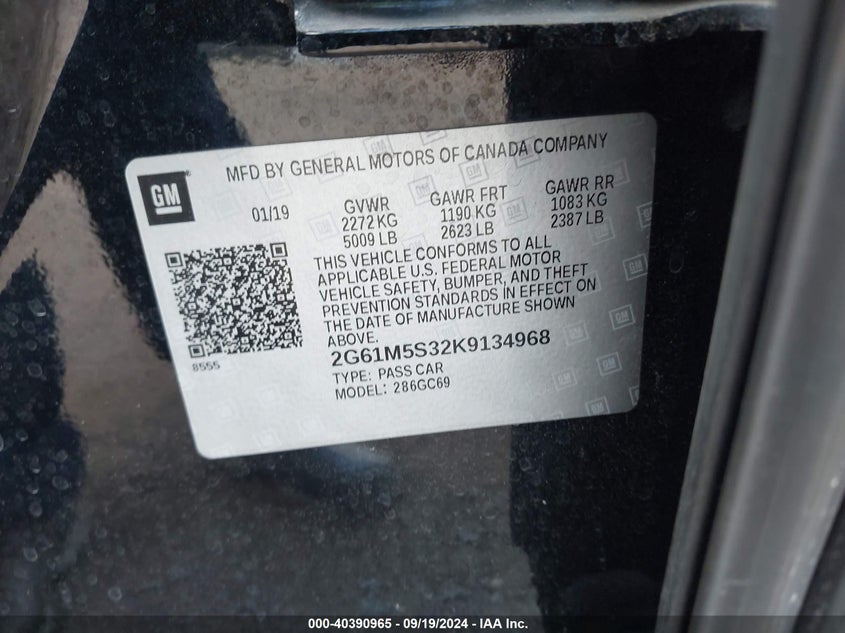 MFD BY GENERAL MOTORS OF CANADA COMPANY
GM
01/19 GVWR GAWR FRT GAWR RR
2272 KG 1190 KG 1083 KG
5009 LB 2623 LB 2387 LB
THIS VEHICLE CONFORMS TO ALL
APPLICABLE U.S. FEDERAL MOTOR
VEHICLE SAFETY, BUMPER, AND THEFT
PREVENTION STANDARDS IN EFFECT ON
THE DATE OF MANUFACTURE SHOWN
ABOVE.
8555
2G61M5S32K9134968
TYPE: PASS CAR
MODEL: 286GC69
000-40390965 - 09/19/2024 - IAA Inc.